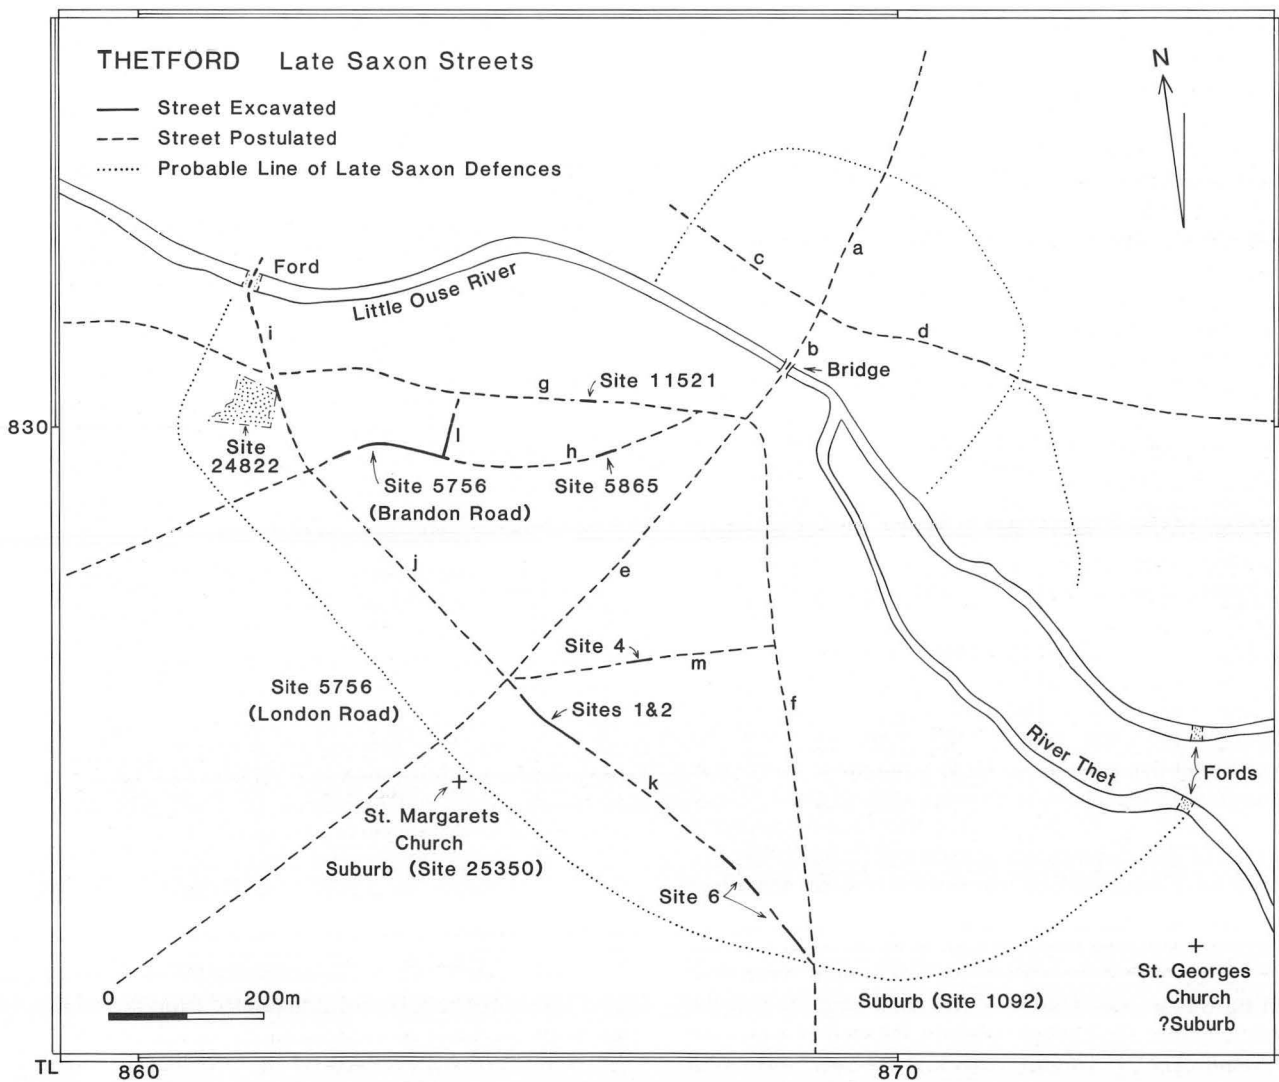 THETFORD Late Saxon Streets
Street Excavated
Street Postulated
Probable Line of Late Saxon Defences
N
a
c
Ford
Little Ouse River
i
d
b
Bridge
g
Site 11521
830
l
Site
24822
h
Site 5756
(Brandon Road)
Site 5865
j
e
Site 4
m
Site 5756
(London Road)
Sites 1&2
f
River Thet
Fords
k
St. Margarets
Church
Suburb (Site 25350)
Site 6
St. Georges
Church
?Suburb
Suburb (Site 1092)
0 200m
TL
860
870